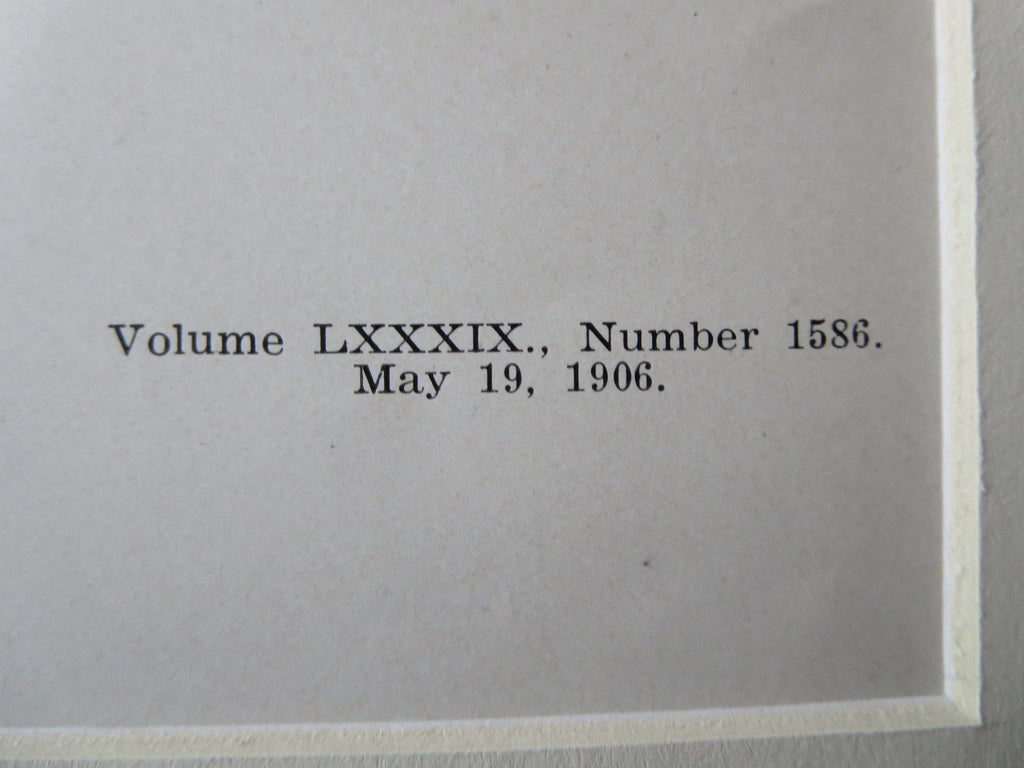 Volume LXXXIX., Number 1586.
May 19, 1906.